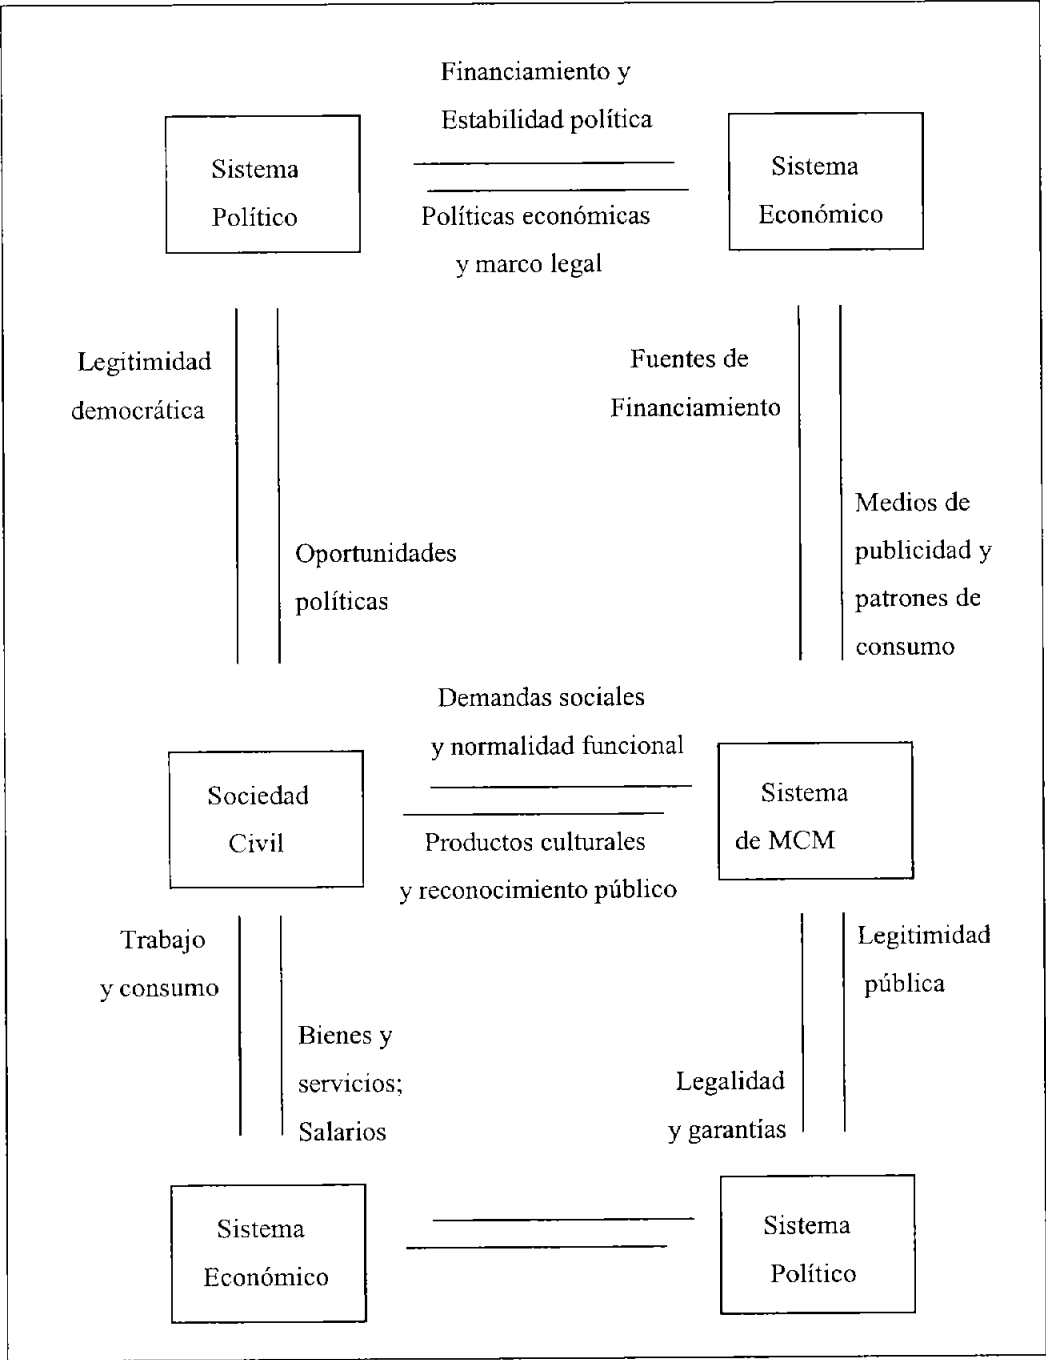 Financiamiento y
Estabilidad política
Sistema
Político
Sistema
Económico
Políticas económicas
y marco legal
Legitimidad
democrática
Fuentes de
Financiamiento
Oportunidades
políticas
Medios de
publicidad y
patrones de
consumo
Demandas sociales
y normalidad funcional
Sociedad
Civil
Sistema
de MCM
Productos culturales
y reconocimiento público
Trabajo
y consumo
Legitimidad
pública
Bienes y
servicios;
Salarios
Legalidad
y garantías
Sistema
Económico
Sistema
Político